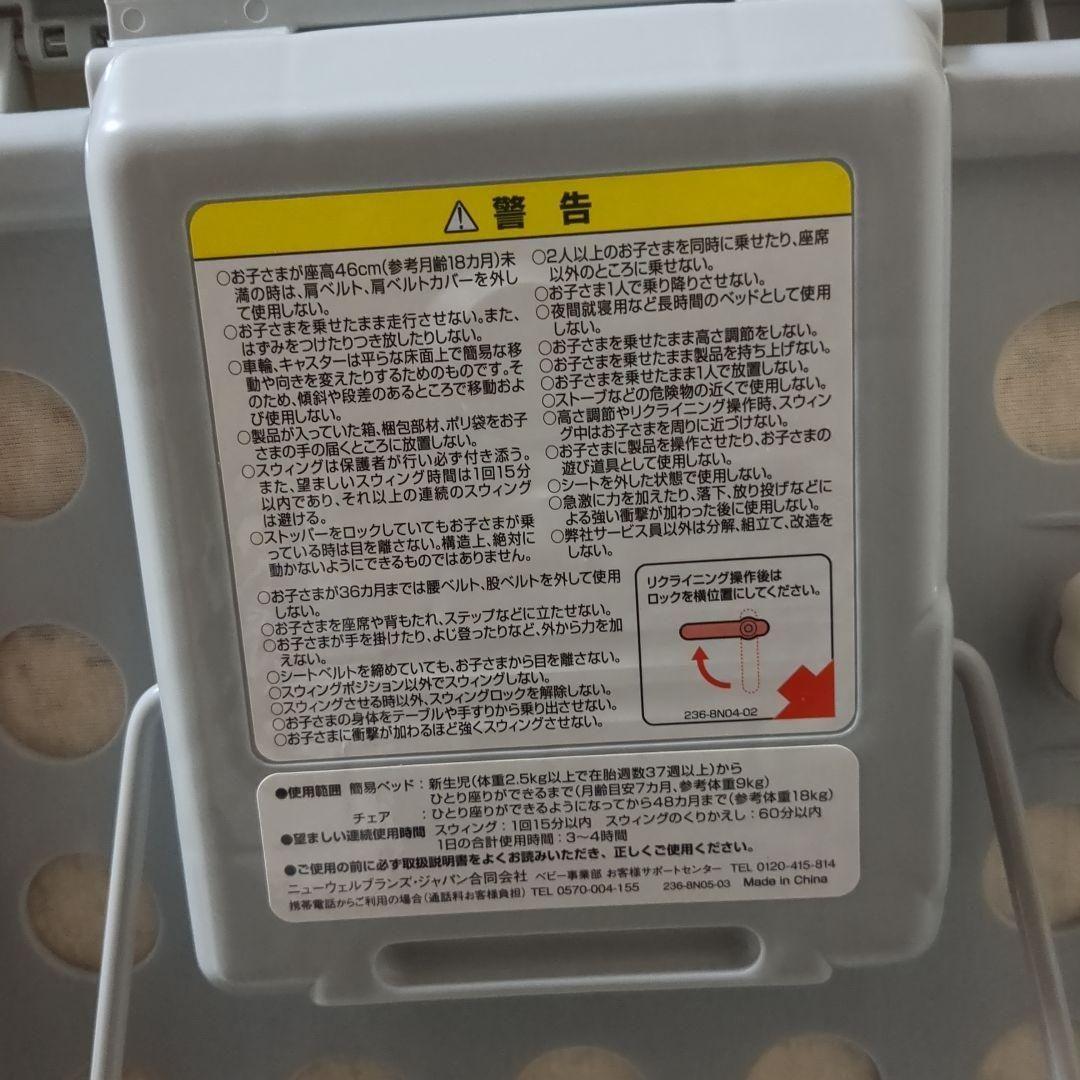 警告
○お子さまが座高46cm(参考月齢18カ月)未
満の時は、肩ベルト、肩ベルトカバーを外し
て使用しない。
○お子さまを乗せたまま走行させない。また、
はずみをつけたりつき放したりしない。
○車輪、キャスターは平らな床面上で簡易な移
動や向きを変えたりするためのものです。そ
のため、傾斜や段差のあるところで移動およ
び使用しない。
○製品が入っていた箱、梱包部材、ポリ袋をお子
さまの手の届くところに放置しない。
○スウィングは保護者が行い必ず付き添う。
また、望ましいスウィング時間は1回15分
以内であり、それ以上の連続のスウィング
は避ける。
○ストッパーをロックしていてもお子さまが乗
っている時は目を離さない。構造上、絶対に
動かないようにできるものではありません。
○お子さまが36カ月までは腰ベルト、股ベルトを外して使用
しない。
○お子さまを座席や背もたれ、ステップなどに立たせない。
○お子さまが手を掛けたり、よじ登ったりなど、外から力を加
えない。
○シートベルトを締めていても、お子さまから目を離さない。
○スウィングポジション以外でスウィングしない。
○スウィングさせる時以外、スウィングロックを解除しない。
○お子さまの身体をテーブルや手すりから乗り出させない。
○お子さまに衝撃が加わるほど強くスウィングさせない。
○2人以上のお子さまを同時に乗せたり、座席
以外のところに乗せない。
○お子さま1人で乗り降りさせない。
○夜間就寝用など長時間のベッドとして使用
しない。
○お子さまを乗せたまま高さ調節をしない。
○お子さまを乗せたまま製品を持ち上げない。
○お子さまを乗せたまま1人で放置しない。
○ストーブなどの危険物の近くで使用しない。
○高さ調節やリクライニング操作時、スウィン
グ中はお子さまを周りに近づけない。
○お子さまに製品を操作させたり、お子さまの
遊び道具として使用しない。
○シートを外した状態で使用しない。
○急激に力を加えたり、落下、放り投げなどに
よる強い衝撃が加わった後に使用しない。
○弊社サービス員以外は分解、組立て、改造を
しない。
リクライニング操作後は
ロックを横位置にしてください。
236-8N04-02
●使用範囲 簡易ベッド：新生児(体重2.5kg以上で在胎週数37週以上)から
ひとり座りができるまで(月齢目安7カ月、参考体重9kg)
チェア：ひとり座りができるようになってから48カ月まで(参考体重18kg)
●望ましい連続使用時間 スウィング：1回15分以内 スウィングのくりかえし：60分以内
1日の合計使用時間：3〜4時間
●ご使用の前に必ず取扱説明書をよくお読みいただき、正しくご使用ください。
ニューウェルブランズ・ジャパン合同会社 ベビー事業部 お客様サポートセンター TEL 0120-415-814
携帯電話からご利用の場合(通話料お客様負担) TEL 0570-004-155 236-8N05-03 Made in China